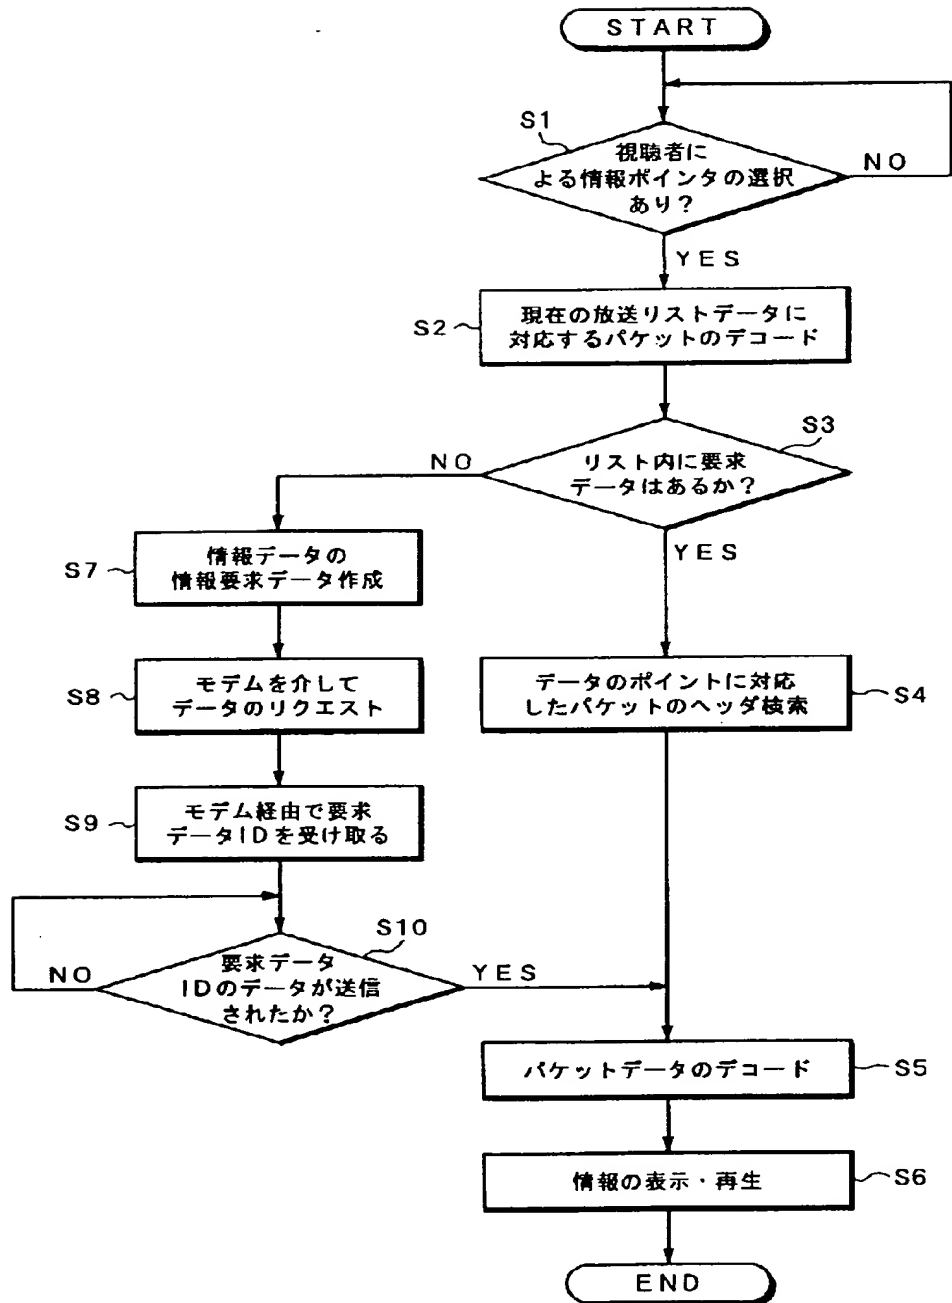 START
S1
視聴者に
よる情報ポインタの選択
あり？
NO
YES
S2
現在の放送リストデータに
対応するパケットのデコード
S3
リスト内に要求
データはあるか？
NO
YES
S7
情報データの
情報要求データ作成
S8
モデムを介して
データのリクエスト
データのポイントに対応
したパケットのヘッダ検索
S4
S9
モデム経由で要求
データIDを受け取る
S10
要求データ
IDのデータが送信
されたか？
NO
YES
パケットデータのデコード
S5
情報の表示・再生
S6
END